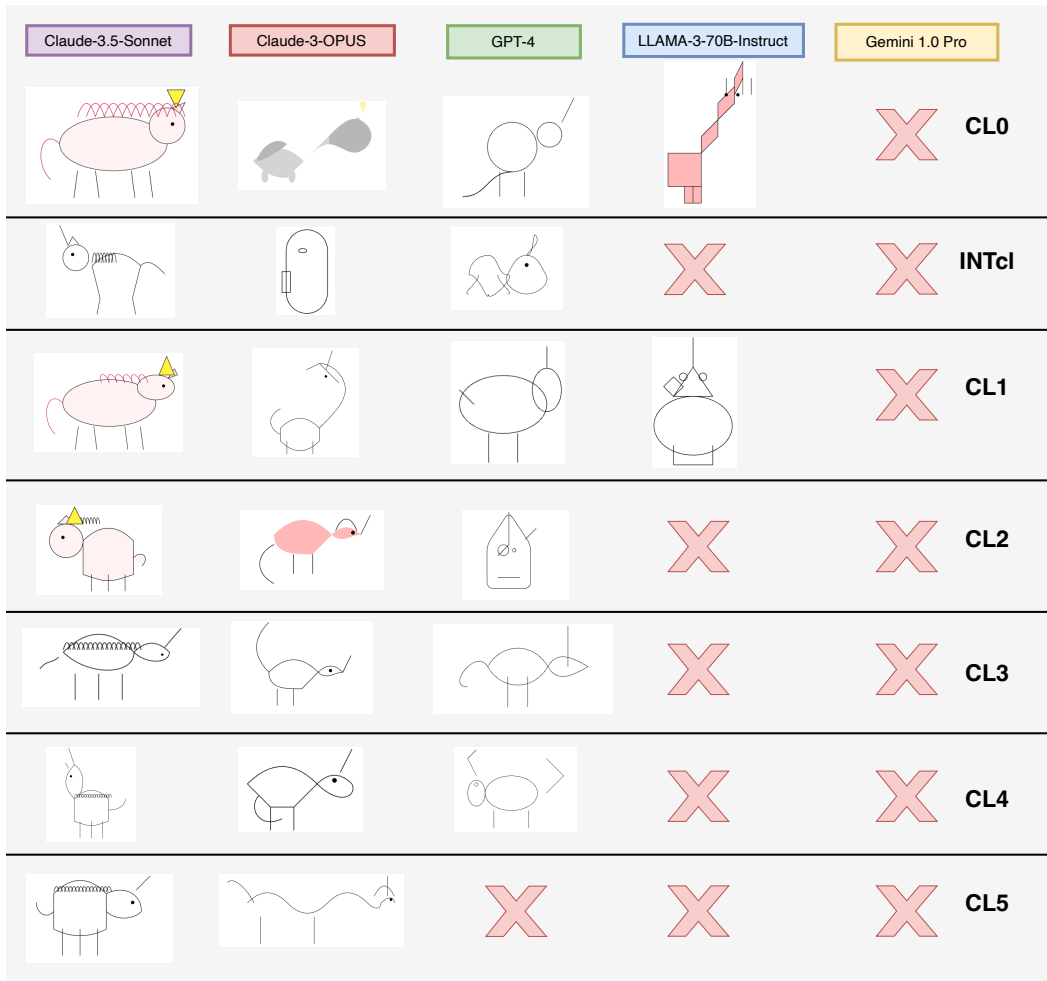 Claude-3.5-Sonnet
Claude-3-OPUS
GPT-4
LLAMA-3-70B-Instruct
Gemini 1.0 Pro
CL0
INTcl
CL1
CL2
CL3
CL4
CL5